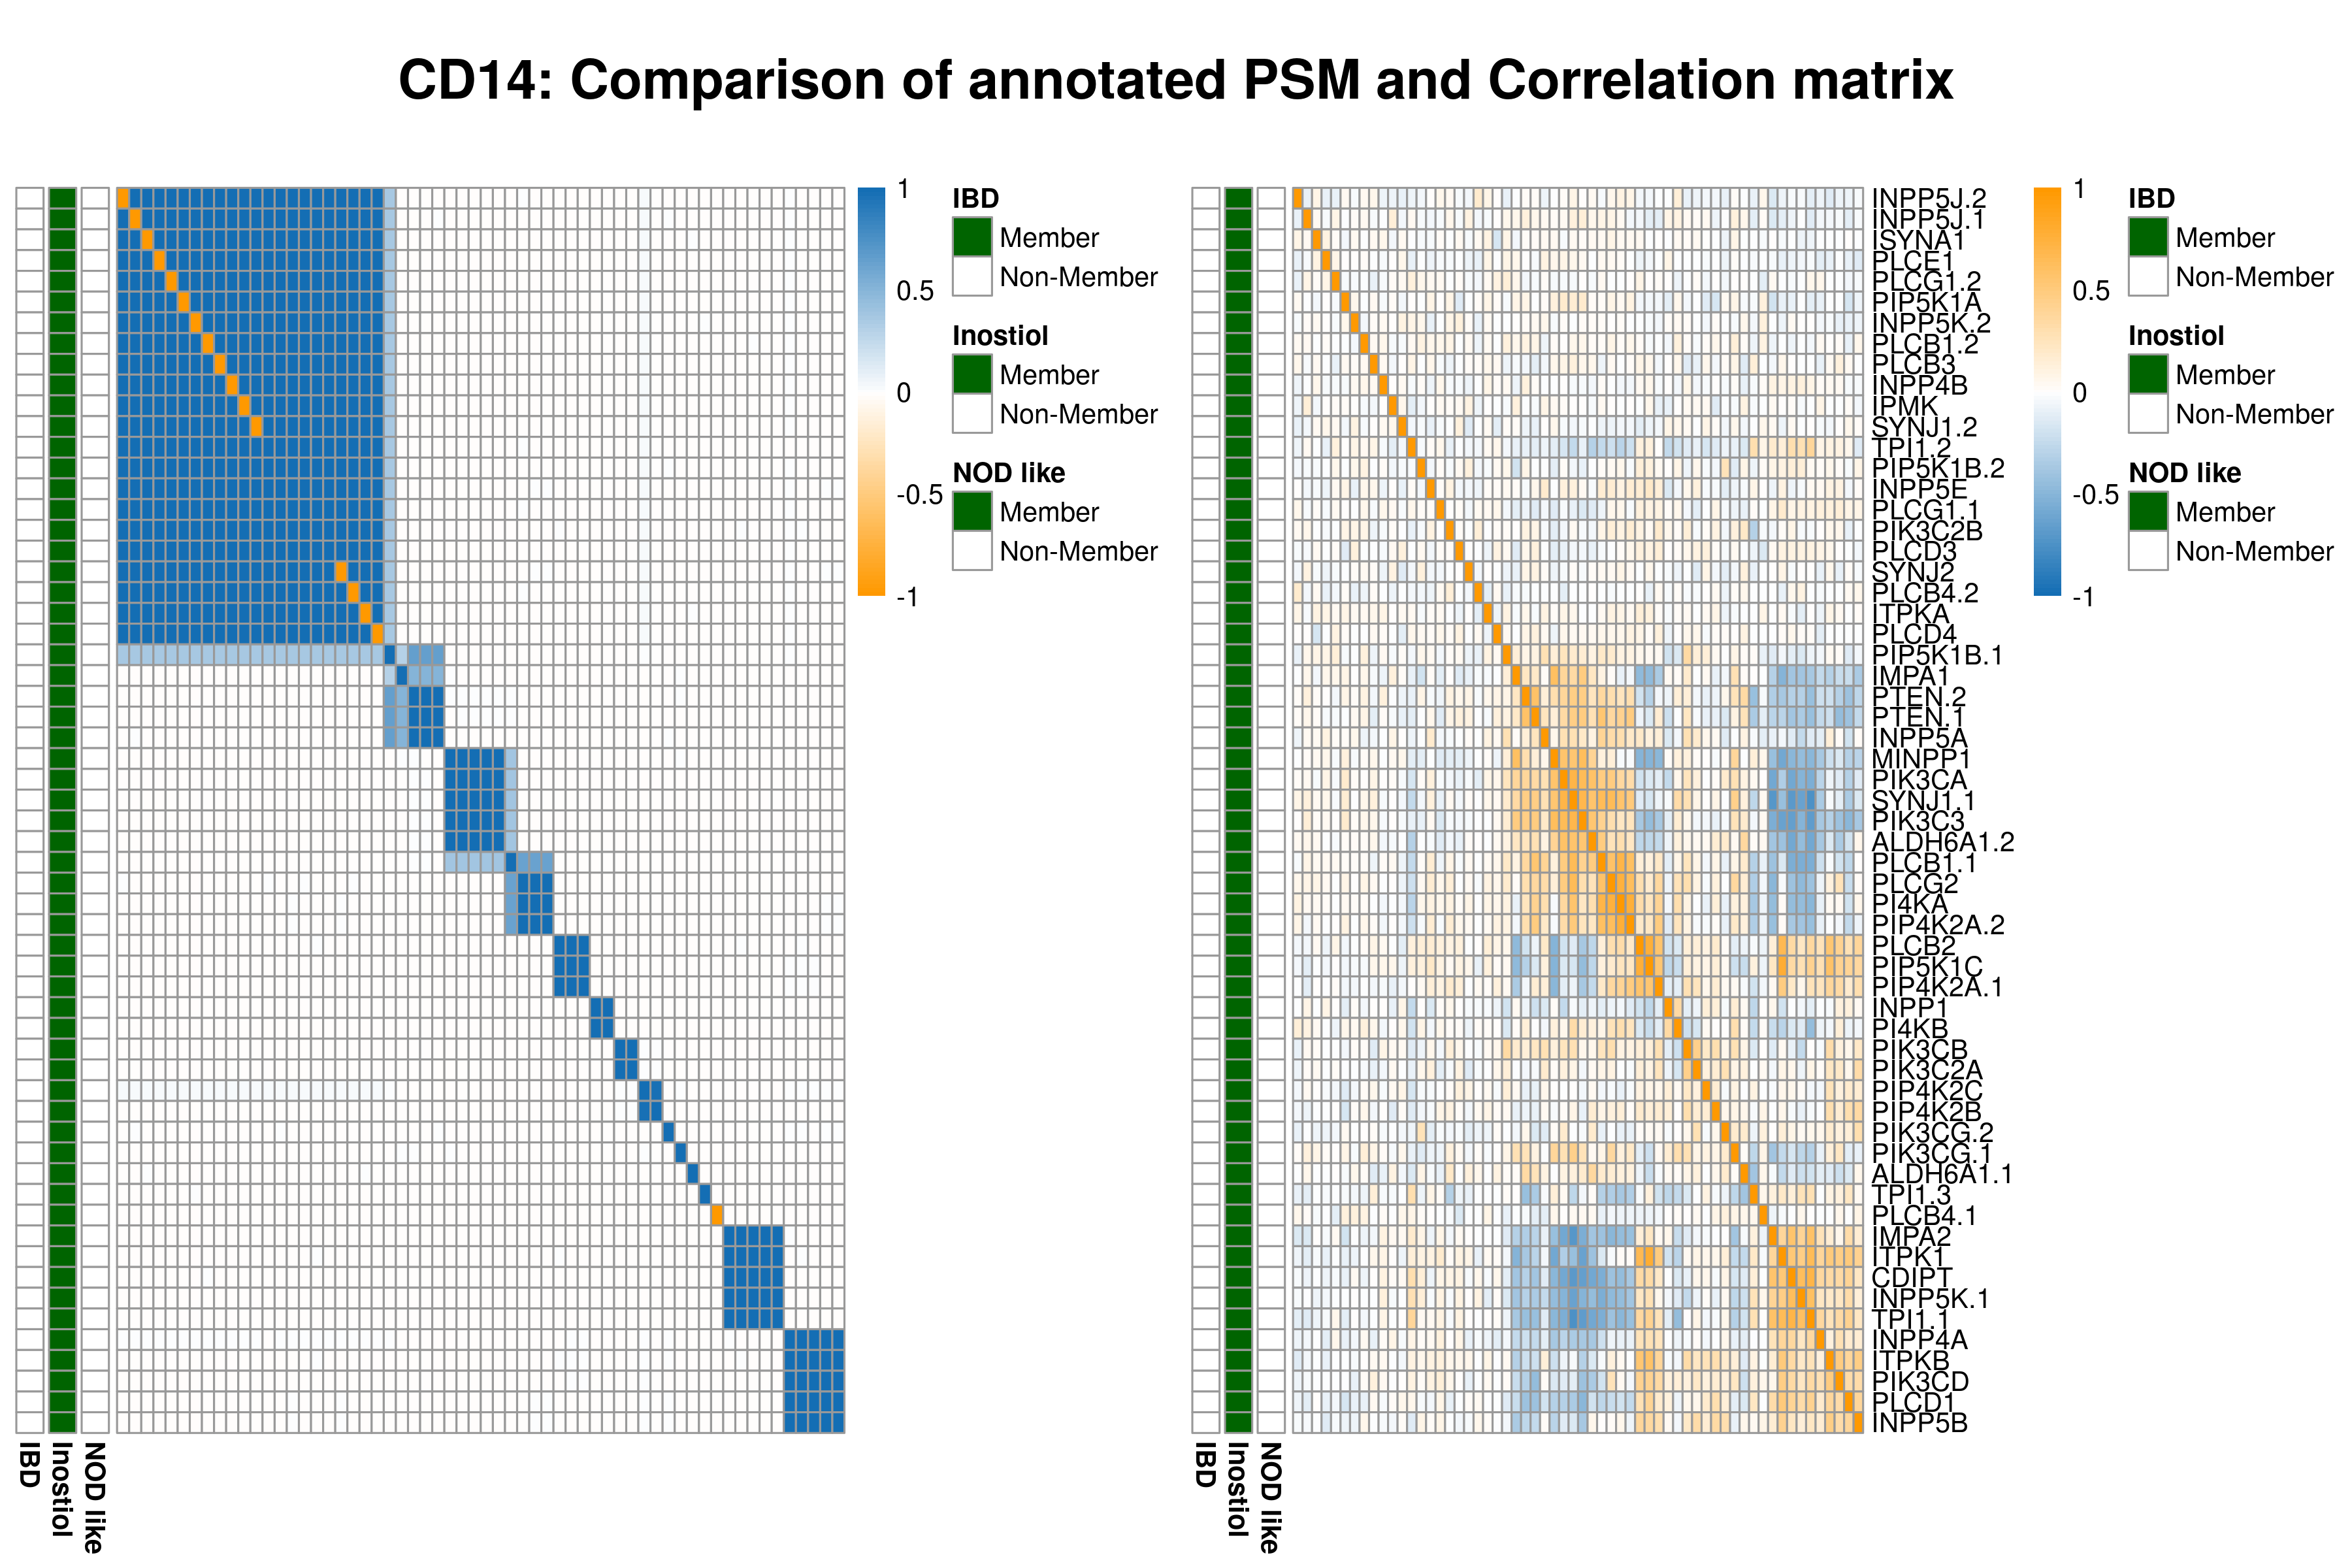 CD14: Comparison of annotated PSM and Correlation matrix
1
0.5
0
-0.5
-1
IBD
Member
Non-Member
Inostiol
Member
Non-Member
NOD like
Member
Non-Member
IBD
Inostiol
NOD like
INPP5J.2
INPP5J.1
ISYNA1
PLCE1
PLCG1.2
PIP5K1A
INPP5K.2
PLCB1.2
PLCB3
INPP4B
IPMK
SYNJ1.2
TPI1.2
PIP5K1B.2
INPP5E
PLCG1.1
PIK3C2B
PLCD3
SYNJ2
PLCB4.2
ITPKA
PLCD4
PIP5K1B.1
IMPA1
PTEN.2
PTEN.1
INPP5A
MINPP1
PIK3CA
SYNJ1.1
PIK3C3
ALDH6A1.2
PLCB1.1
PLCG2
PI4KA
PIP4K2A.2
PLCB2
PIP5K1C
PIP4K2A.1
INPP1
PI4KB
PIK3CB
PIK3C2A
PIP4K2C
PIP4K2B
PIK3CG.2
PIK3CG.1
ALDH6A1.1
TPI1.3
PLCB4.1
IMPA2
ITPK1
CDIPT
INPP5K.1
TPI1.1
INPP4A
ITPKB
PIK3CD
PLCD1
INPP5B
1
0.5
0
-0.5
-1
IBD
Member
Non-Member
Inostiol
Member
Non-Member
NOD like
Member
Non-Member
IBD
Inostiol
NOD like